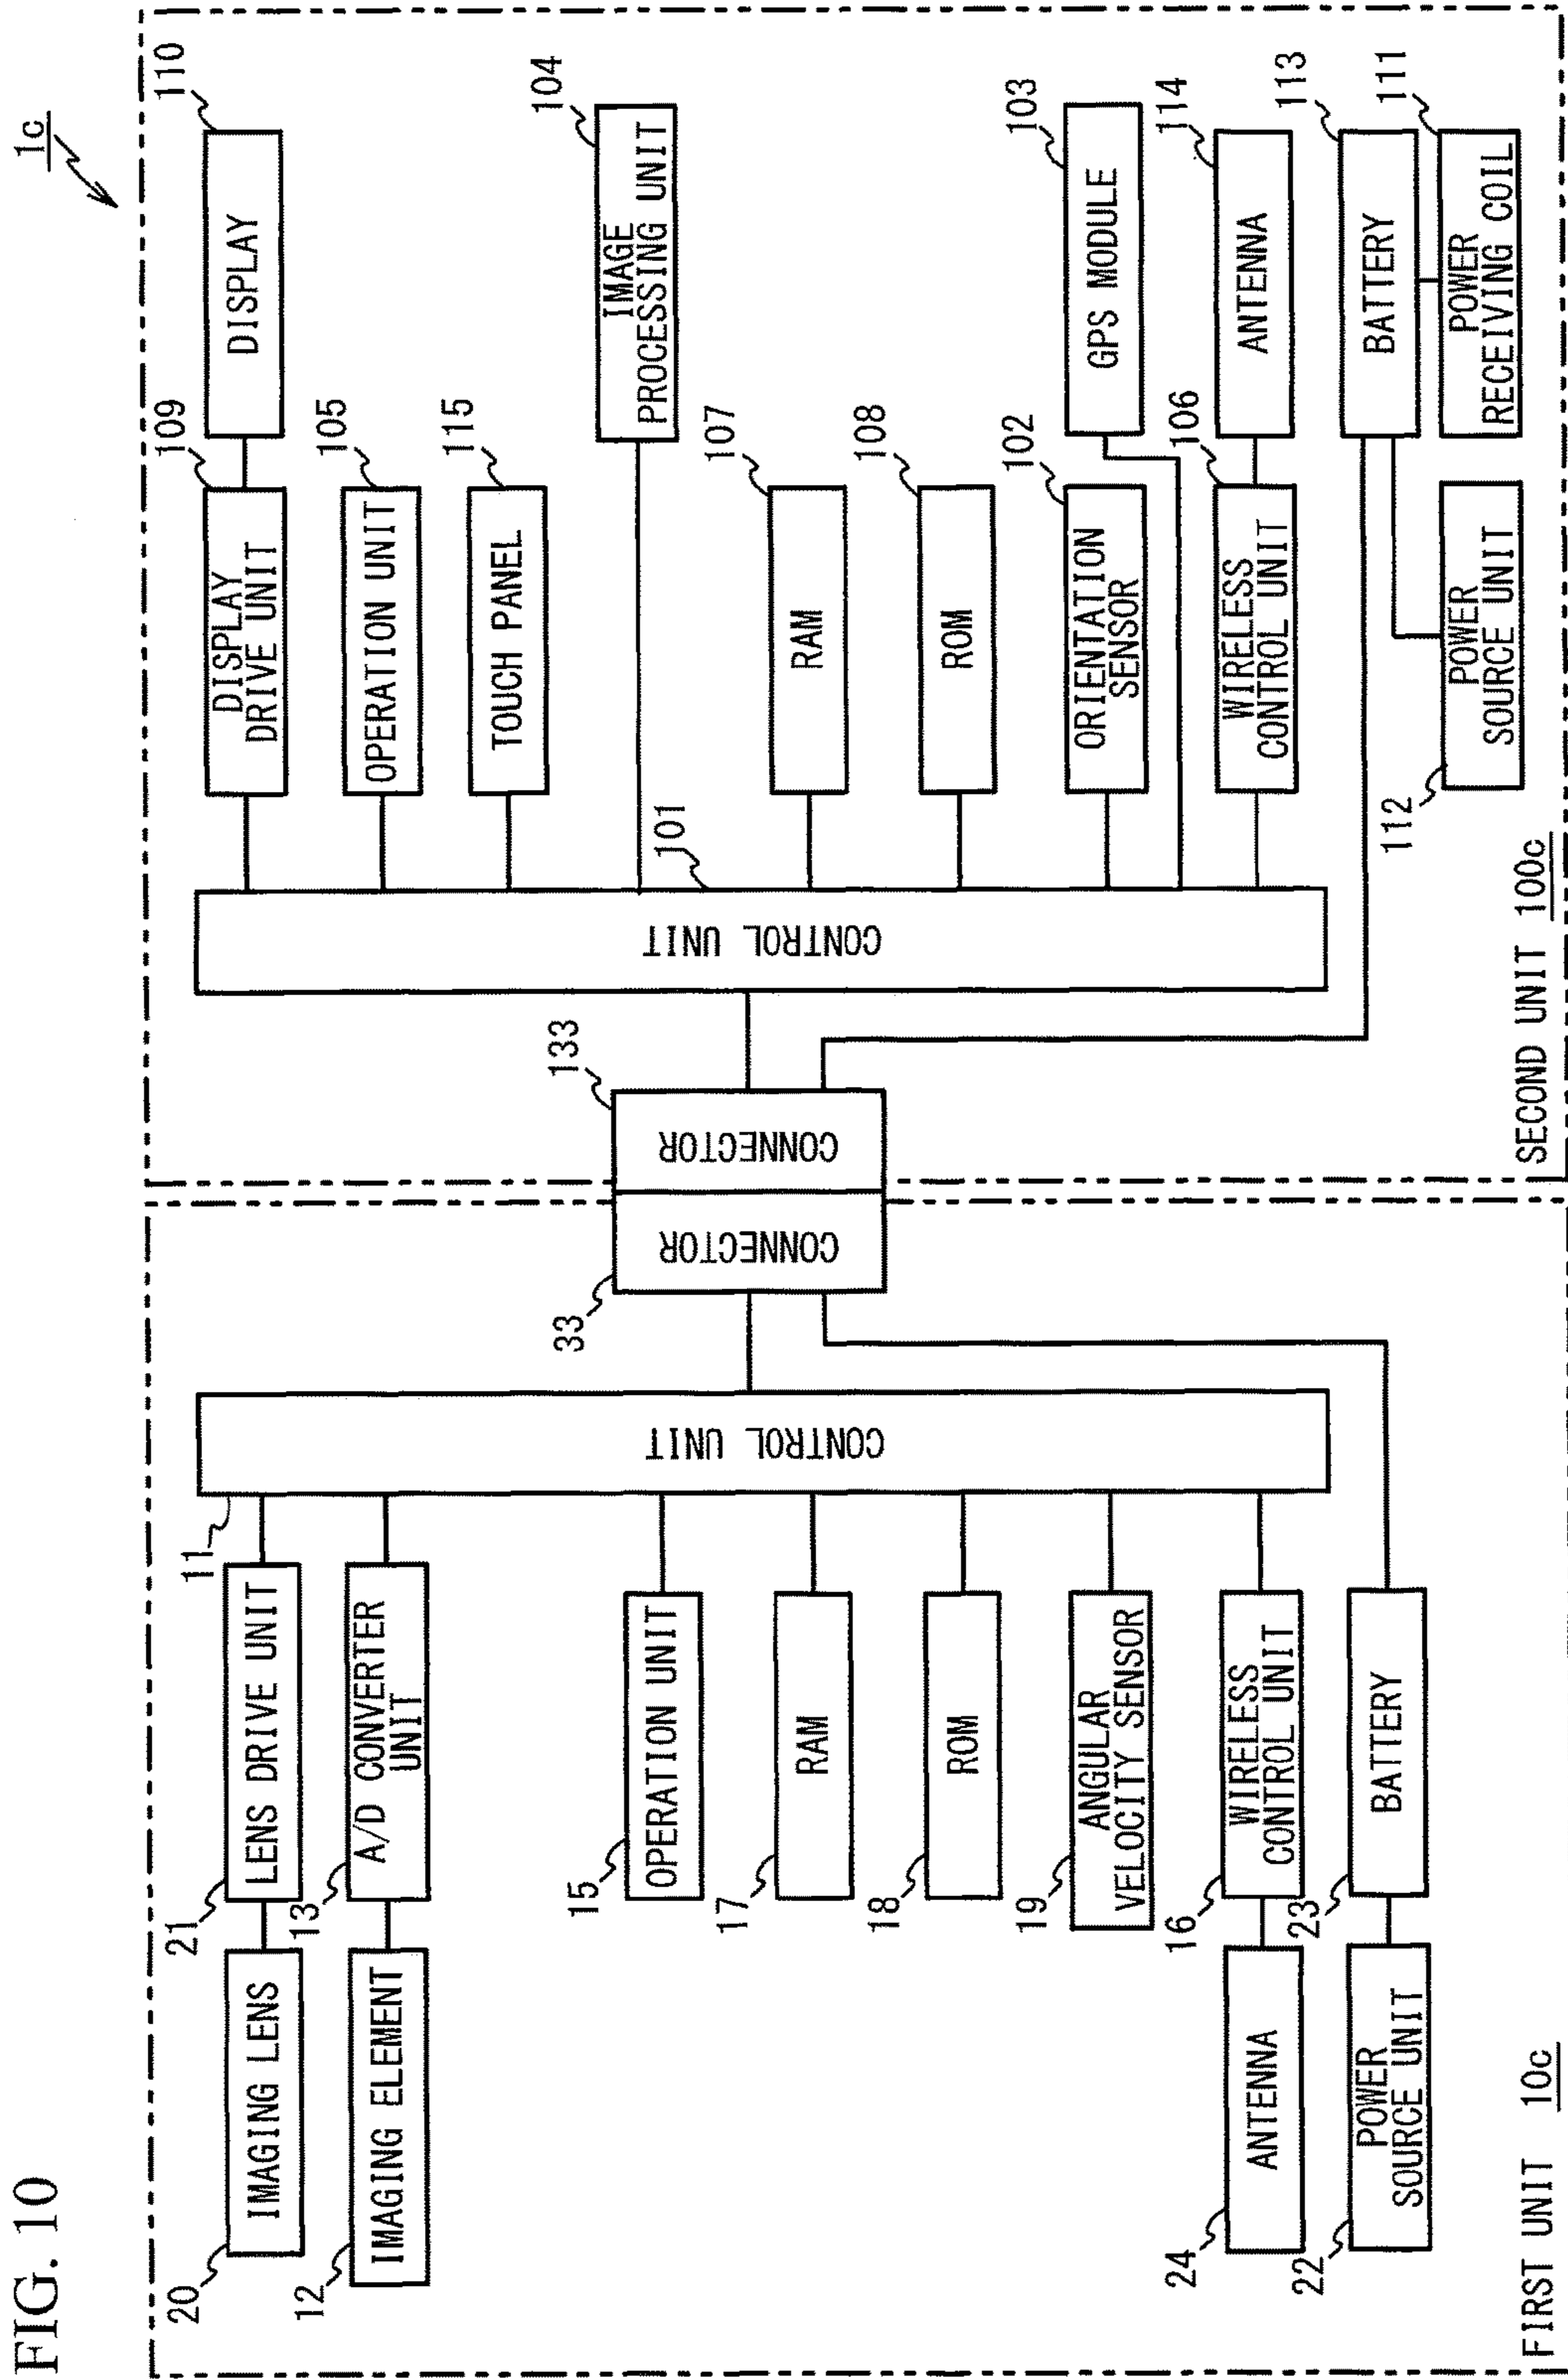 FIG. 10
1c
FIRST UNIT 10c
20
IMAGING LENS
21
LENS DRIVE UNIT
12
IMAGING ELEMENT
13
A/D CONVERTER
UNIT
11
CONTROL UNIT
15
OPERATION UNIT
17
RAM
18
ROM
19
ANGULAR
VELOCITY SENSOR
24
ANTENNA
16
WIRELESS
CONTROL UNIT
22
POWER
SOURCE UNIT
23
BATTERY
33
CONNECTOR
133
CONNECTOR
SECOND UNIT 100c
101
CONTROL UNIT
109
DISPLAY
DRIVE UNIT
110
DISPLAY
105
OPERATION UNIT
115
TOUCH PANEL
104
IMAGE
PROCESSING UNIT
107
RAM
108
ROM
102
ORIENTATION
SENSOR
103
GPS MODULE
106
WIRELESS
CONTROL UNIT
114
ANTENNA
113
BATTERY
112
POWER
SOURCE UNIT
111
POWER
RECEIVING COIL